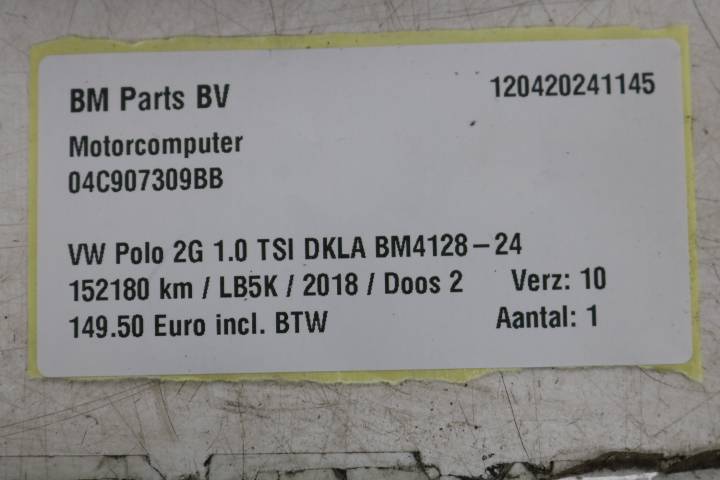 BM Parts BV 120420241145
Motorcomputer
04C907309BB
VW Polo 2G 1.0 TSI DKLA BM4128-24
152180 km / LB5K / 2018 / Doos 2 Verz: 10
149.50 Euro incl. BTW Aantal: 1